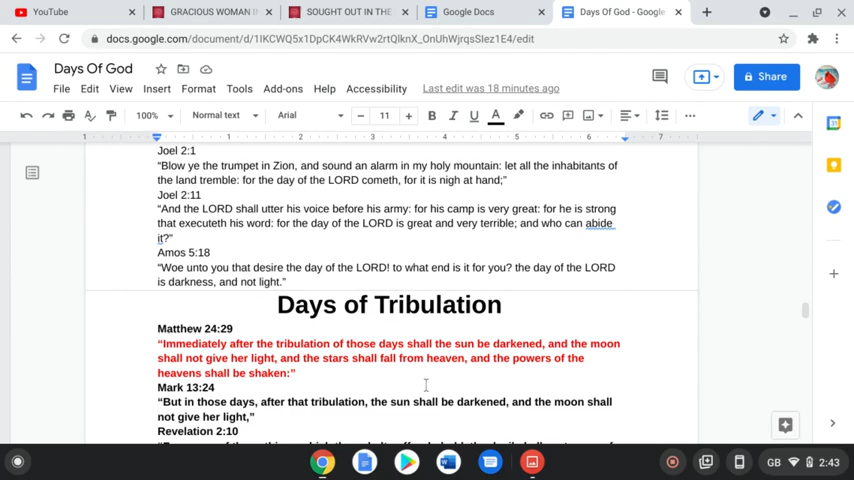 YouTube
GRACIOUS WOMAN I
SOUGHT OUT IN THE
Google Docs
Days Of God - Google
docs.google.com/document/d/1IKCWQ5x1DpCK4WkRVw2rtQlknX_OnUhWjrqsSIez1E4/edit
Days Of God
File Edit View Insert Format Tools Add-ons Help Accessibility Last edit was 18 minutes ago
Share
100% Normal text Arial 11 B I U A
1 1 2 3 4 5 6 7
Joel 2:1
“Blow ye the trumpet in Zion, and sound an alarm in my holy mountain: let all the inhabitants of
the land tremble: for the day of the LORD cometh, for it is nigh at hand;”
Joel 2:11
“And the LORD shall utter his voice before his army: for his camp is very great: for he is strong
that executeth his word: for the day of the LORD is great and very terrible; and who can abide
it?”
Amos 5:18
“Woe unto you that desire the day of the LORD! to what end is it for you? the day of the LORD
is darkness, and not light.”
Days of Tribulation
Matthew 24:29
“Immediately after the tribulation of those days shall the sun be darkened, and the moon
shall not give her light, and the stars shall fall from heaven, and the powers of the
heavens shall be shaken:”
Mark 13:24
“But in those days, after that tribulation, the sun shall be darkened, and the moon shall
not give her light,”
Revelation 2:10
GB 2:43